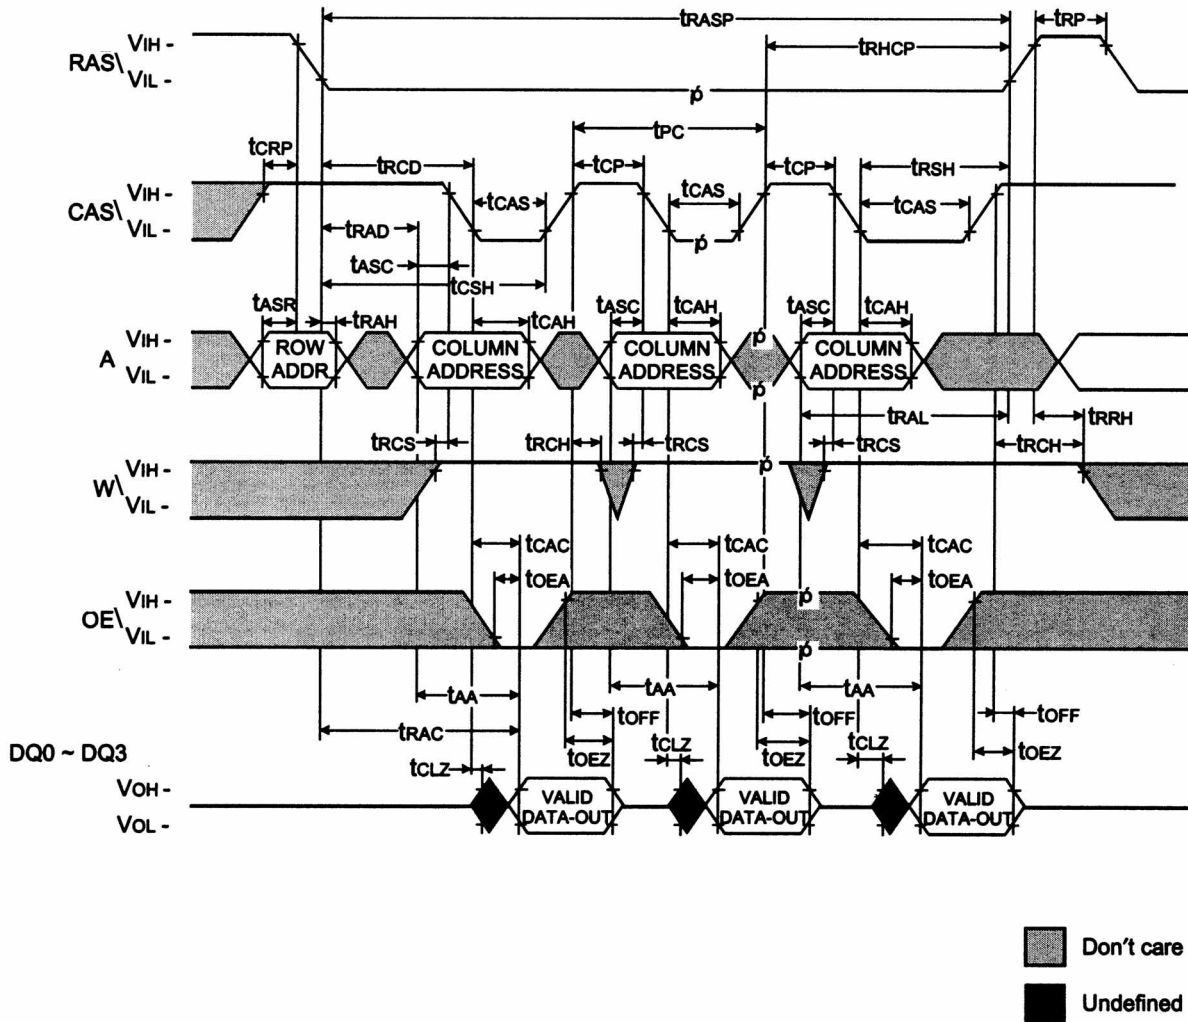 tRASP
tRP
VIH -
RAS\
VIL -
tRHCP
tPC
tCRP
tRCD
tCP
tCP
tRSH
VIH -
CAS\
VIL -
tCAS
tCAS
tCAS
tRAD
tASC
tCSH
tASR
tRAH
tCAH
tASC
tCAH
tASC
tCAH
VIH -
A
VIL -
ROW
ADDR
COLUMN
ADDRESS
COLUMN
ADDRESS
COLUMN
ADDRESS
tRAL
tRRH
tRCS
tRCH
tRCS
tRCS
tRCH
VIH -
W\
VIL -
tCAC
tCAC
tCAC
tOEA
tOEA
tOEA
VIH -
OE\
VIL -
tAA
tAA
tAA
tOFF
tOFF
tOFF
tRAC
DQ0 ~ DQ3
tCLZ
tOEZ
tCLZ
tOEZ
tCLZ
tOEZ
VOH -
VOL -
VALID
DATA-OUT
VALID
DATA-OUT
VALID
DATA-OUT
Don't care
Undefined